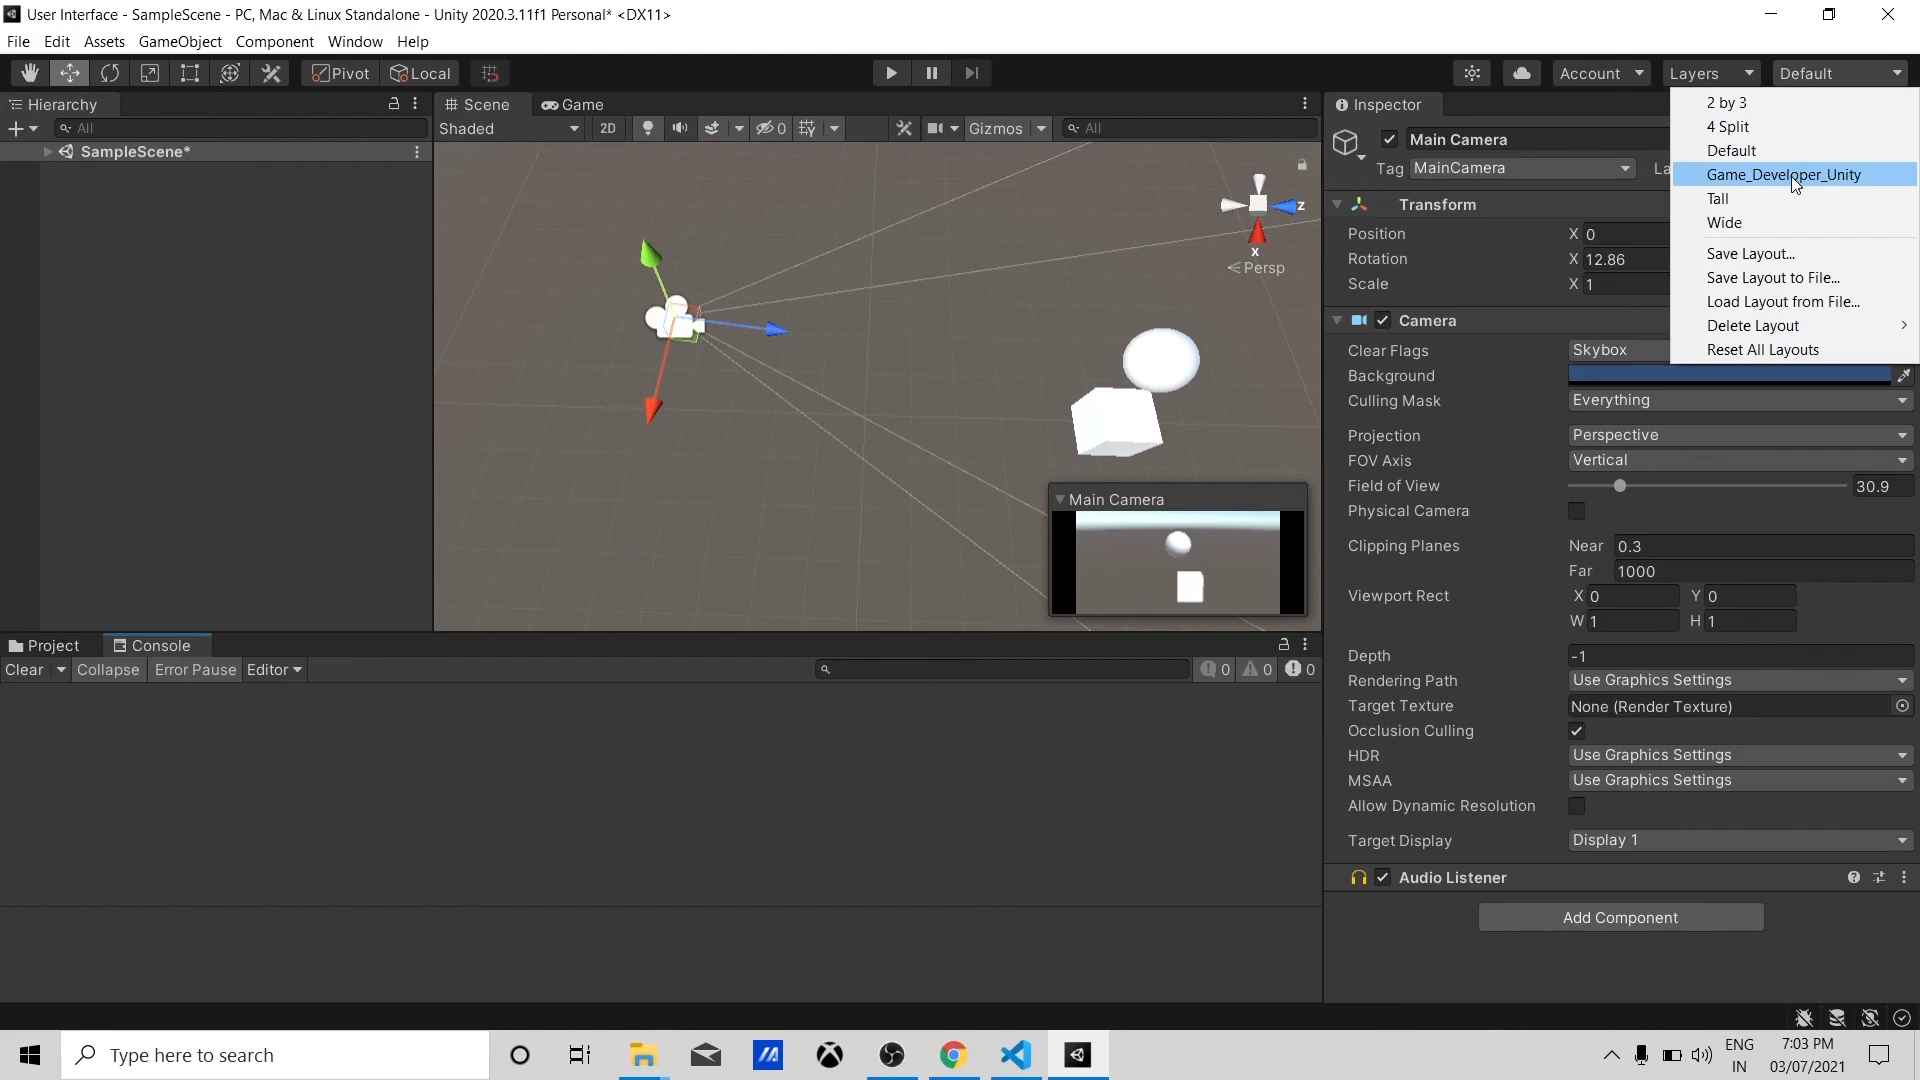 User Interface - SampleScene - PC, Mac & Linux Standalone - Unity 2020.3.11f1 Personal* <DX11>
File Edit Assets GameObject Component Window Help
Pivot Local Account Layers Default
Hierarchy
All
SampleScene*
Scene Game
Shaded 2D 0 Gizmos All
z
x
Persp
Main Camera
Inspector
Main Camera
Tag MainCamera La
Transform
Position X 0
Rotation X 12.86
Scale X 1
Camera
Clear Flags Skybox
Background
Culling Mask Everything
Projection Perspective
FOV Axis Vertical
Field of View 30.9
Physical Camera
Clipping Planes Near 0.3
Far 1000
Viewport Rect X 0 Y 0
W 1 H 1
Depth -1
Rendering Path Use Graphics Settings
Target Texture None (Render Texture)
Occlusion Culling
HDR Use Graphics Settings
MSAA Use Graphics Settings
Allow Dynamic Resolution
Target Display Display 1
Audio Listener
Add Component
2 by 3
4 Split
Default
Game_Developer_Unity
Tall
Wide
Save Layout...
Save Layout to File...
Load Layout from File...
Delete Layout
Reset All Layouts
Project Console
Clear Collapse Error Pause Editor 0 0 0
Type here to search
ENG
IN
7:03 PM
03/07/2021